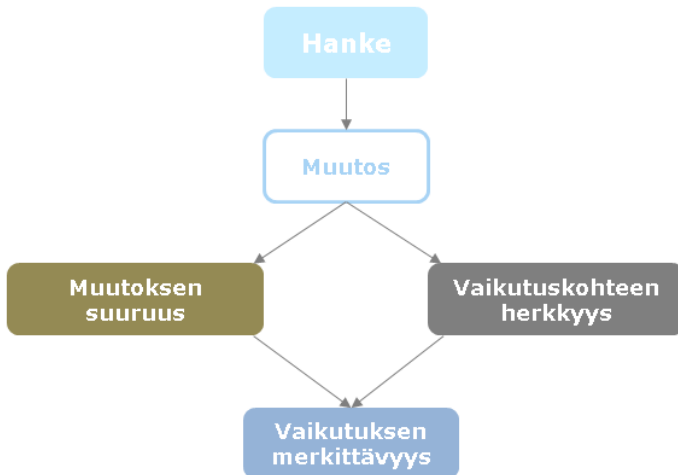 Hanke
Muutos
Muutoksen
suuruus
Vaikutuskohteen
herkkyys
Vaikutuksen
merkittävyys